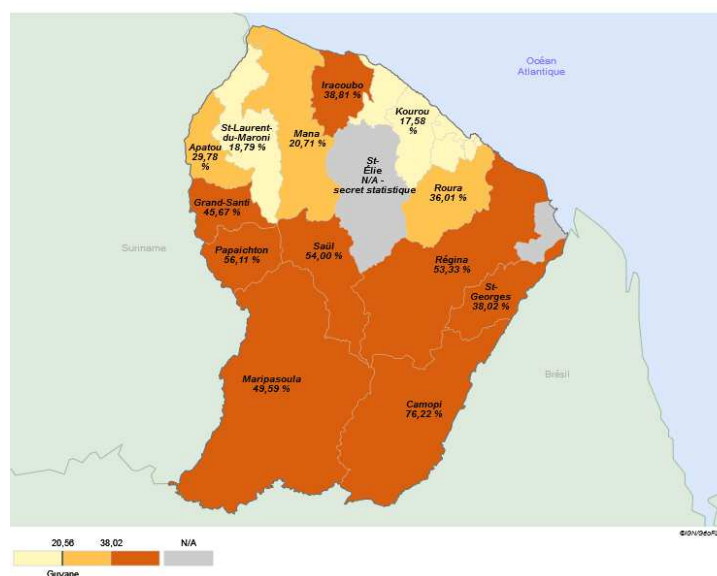 Océan
Atlantique
Iracoubo
38,81 %
Kourou
17,58
%
St-Laurent-
du-Maroni
18,79 %
Mana
20,71 %
Apatou
29,78
%
St-
Élie
N/A -
secret statistique
Roura
36,01 %
Grand-Santi
45,67 %
Suriname
Papaichton
56,11 %
Saül
54,00 %
Régina
53,33 %
St-
Georges
38,02 %
Maripasoula
49,59 %
Camopi
76,22 %
Brésil
20,56
38,02
N/A
Guyane